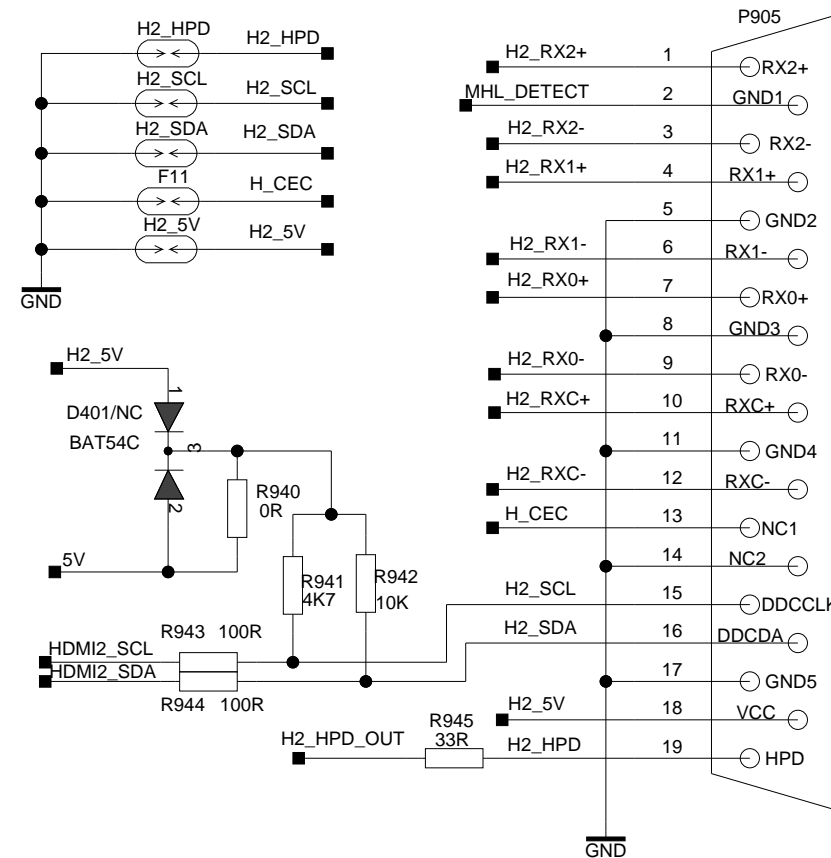 P905
H2_HPD
H2_HPD
H2_SCL
H2_SCL
H2_SDA
H2_SDA
F11
H_CEC
H2_5V
H2_5V
GND
H2_RX2+ 1 RX2+
MHL_DETECT 2 GND1
H2_RX2- 3 RX2-
H2_RX1+ 4 RX1+
5 GND2
H2_RX1- 6 RX1-
H2_RX0+ 7 RX0+
8 GND3
H2_RX0- 9 RX0-
H2_RXC+ 10 RXC+
11 GND4
H2_RXC- 12 RXC-
H_CEC 13 NC1
14 NC2
H2_SCL 15 DDCCLK
H2_SDA 16 DDCDA
17 GND5
H2_5V 18 VCC
H2_HPD 19 HPD
H2_5V
1
D401/NC
BAT54C
3
2
5V
R940
0R
R941
4K7
R942
10K
R943 100R
HDMI2_SCL
HDMI2_SDA
R944 100R
H2_HPD_OUT
R945
33R
GND